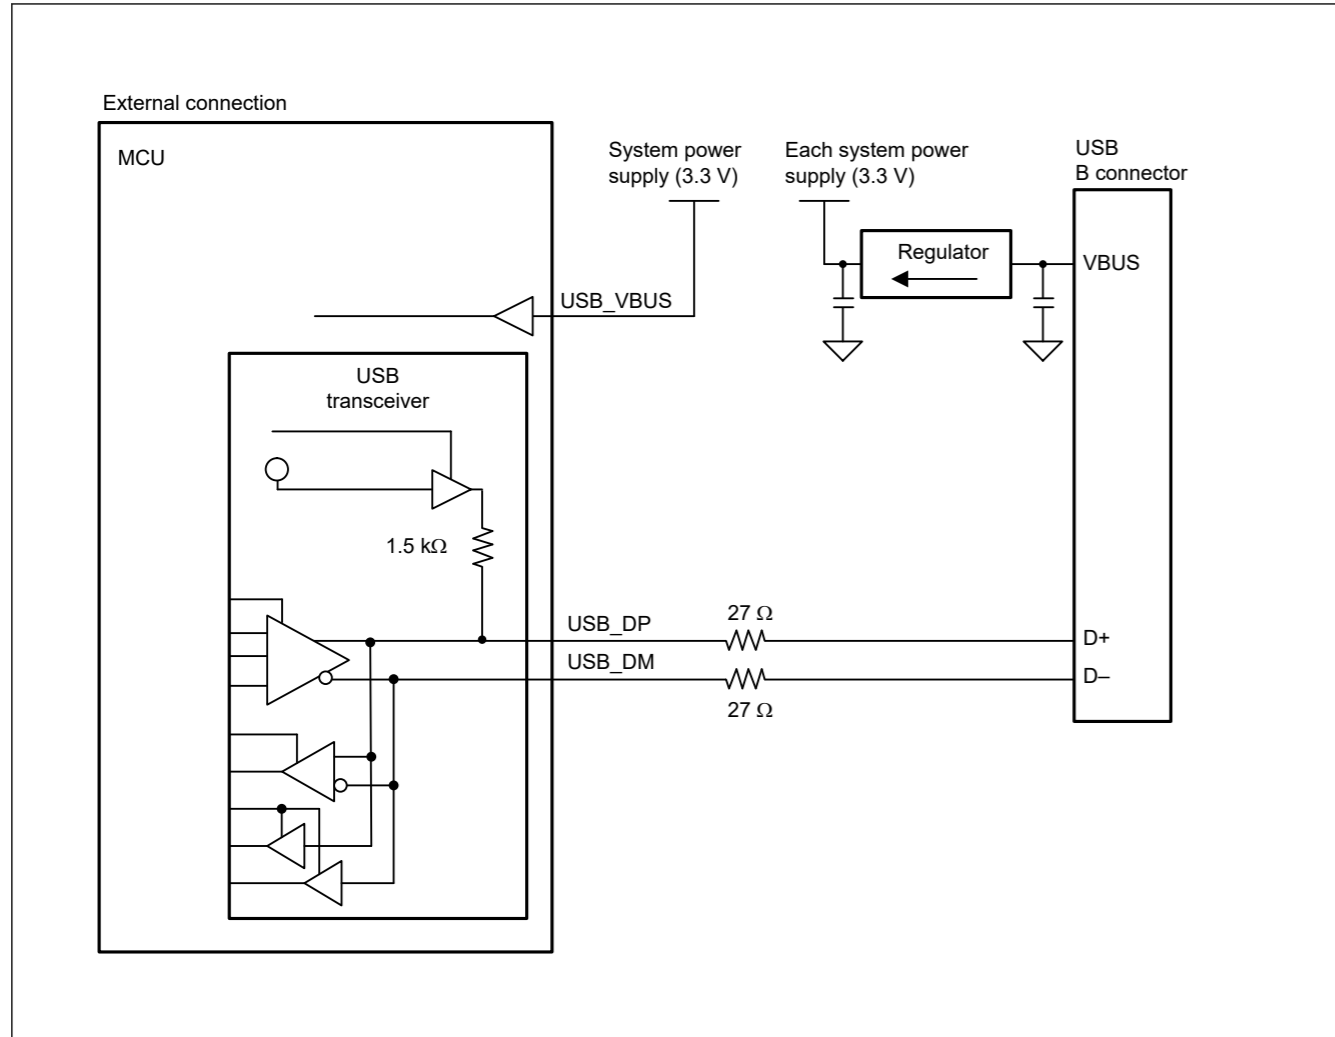 External connection
MCU
System power
supply (3.3 V)
Each system power
supply (3.3 V)
USB
B connector
Regulator
VBUS
USB_VBUS
USB
transceiver
1.5 kΩ
27 Ω
USB_DP
D+
USB_DM
D–
27 Ω